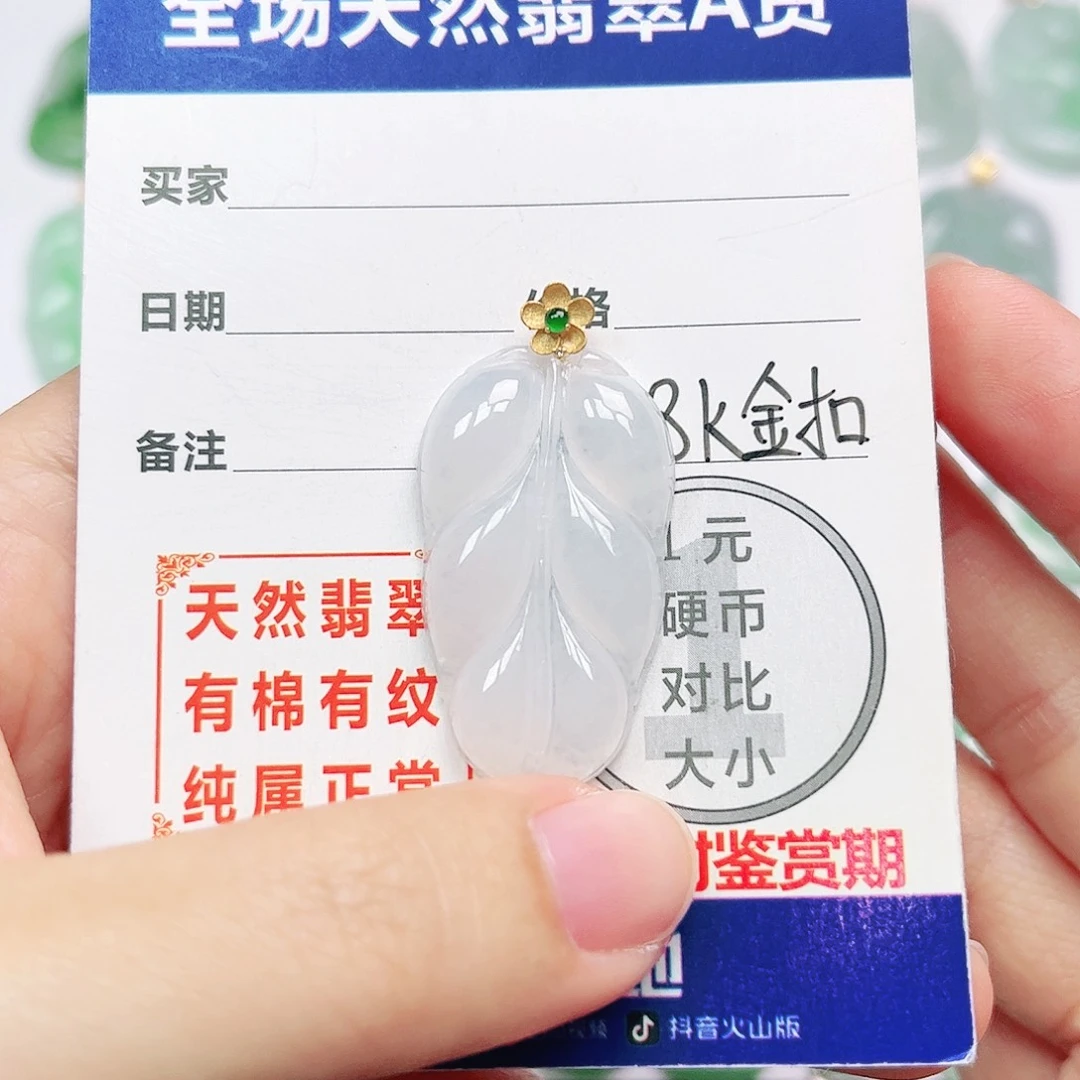 全场天然翡翠A货
买家
日期 价格
备注 8k金扣
天然翡翠
有棉有纹
纯属正常
1元
硬币
对比
大小
时鉴赏期
抖音火山版